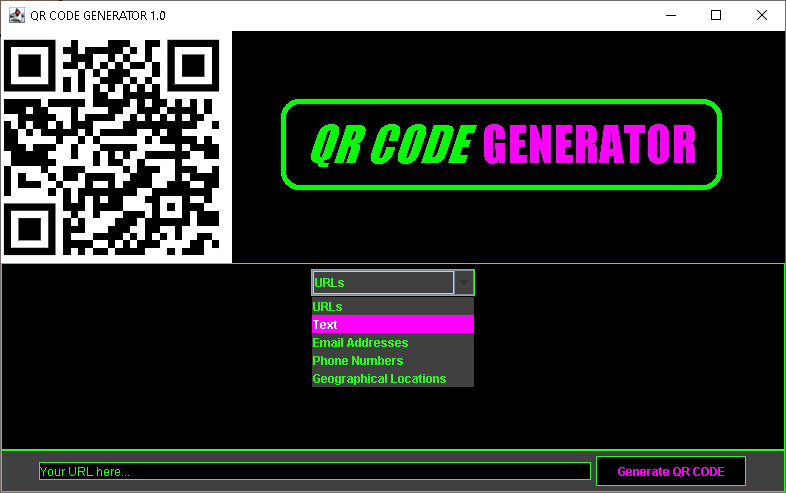 QR CODE GENERATOR 1.0
QR CODE GENERATOR
URLs
URLs
Text
Email Addresses
Phone Numbers
Geographical Locations
Your URL here...
Generate QR CODE